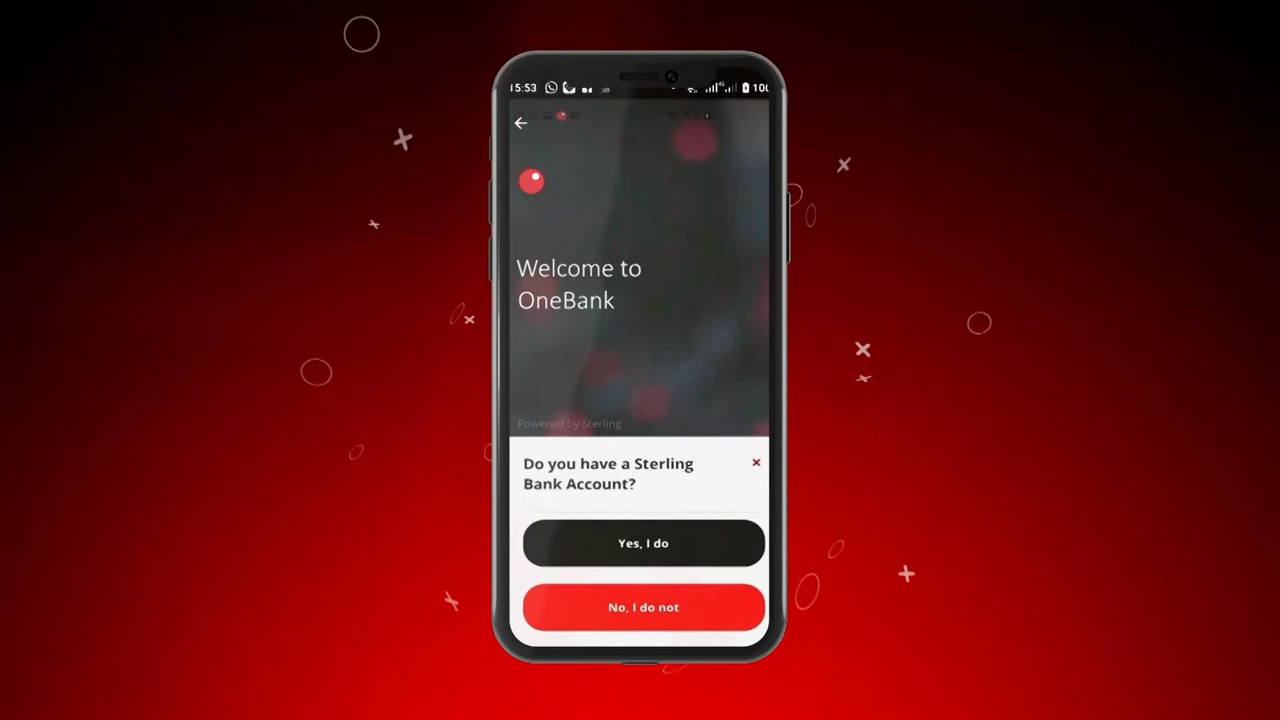 15:53
Welcome to
OneBank
Powered by Sterling
Do you have a Sterling
Bank Account?
Yes, I do
No, I do not